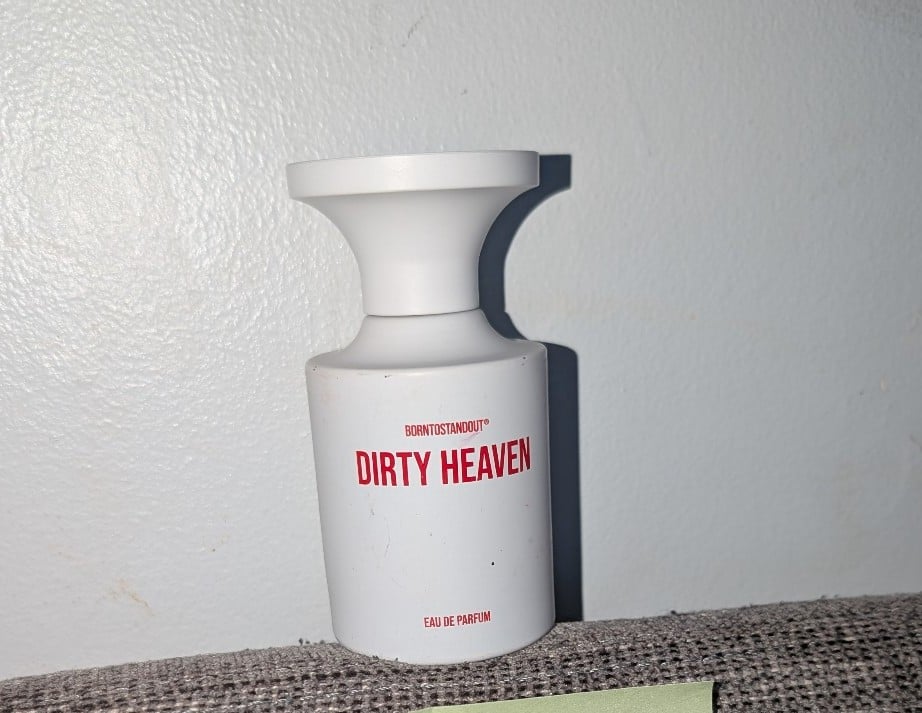 BORNTOSTANDOUT®
DIRTY HEAVEN
EAU DE PARFUM